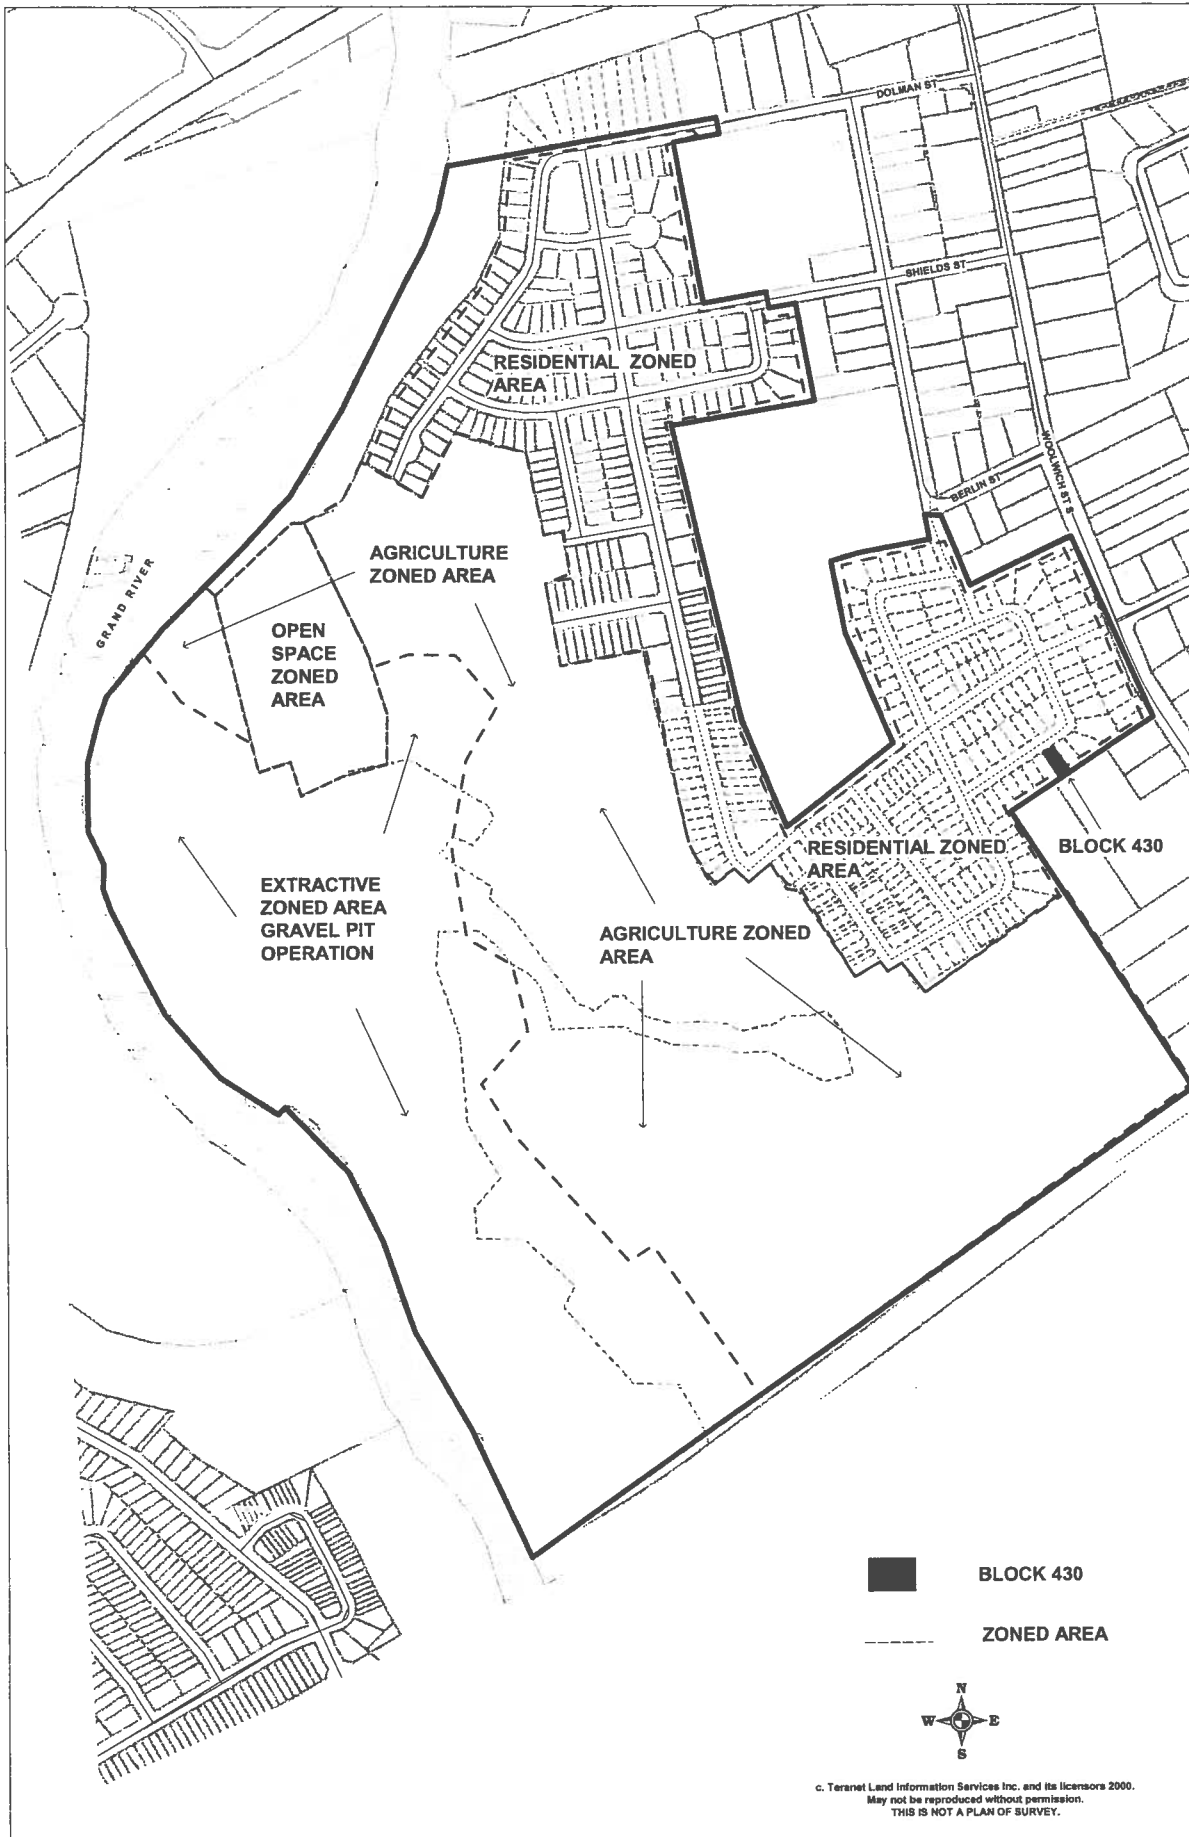 DOLMAN ST
SHIELDS ST
RESIDENTIAL ZONED
AREA
WOOLWICH ST S
BERLIN ST
GRAND RIVER
AGRICULTURE
ZONED AREA
OPEN
SPACE
ZONED
AREA
RESIDENTIAL ZONED
AREA
BLOCK 430
EXTRACTIVE
ZONED AREA
GRAVEL PIT
OPERATION
AGRICULTURE ZONED
AREA
BLOCK 430
ZONED AREA
N
W E
S
c. Teranet Land Information Services Inc. and its licensors 2000.
May not be reproduced without permission.
THIS IS NOT A PLAN OF SURVEY.